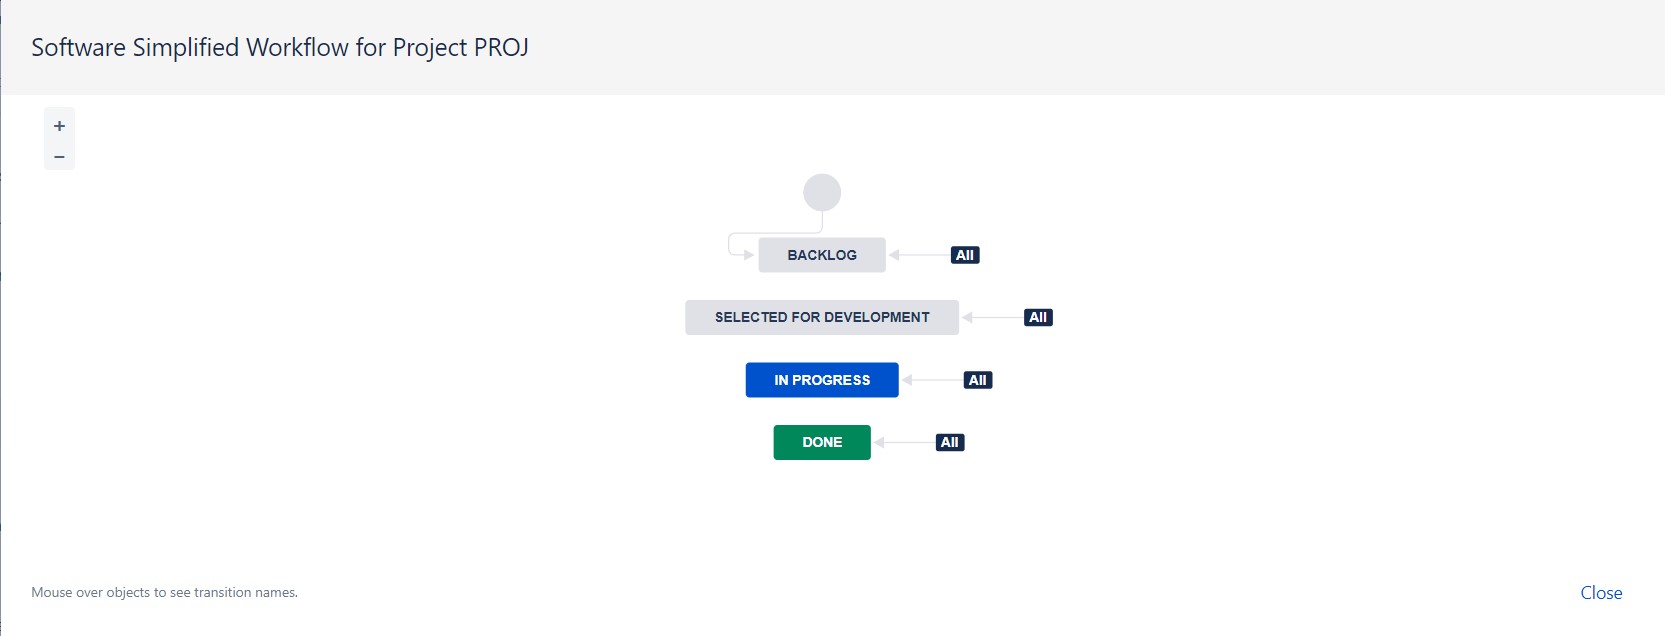 Software Simplified Workflow for Project PROJ
+
−
BACKLOG
All
SELECTED FOR DEVELOPMENT
All
IN PROGRESS
All
DONE
All
Mouse over objects to see transition names.
Close